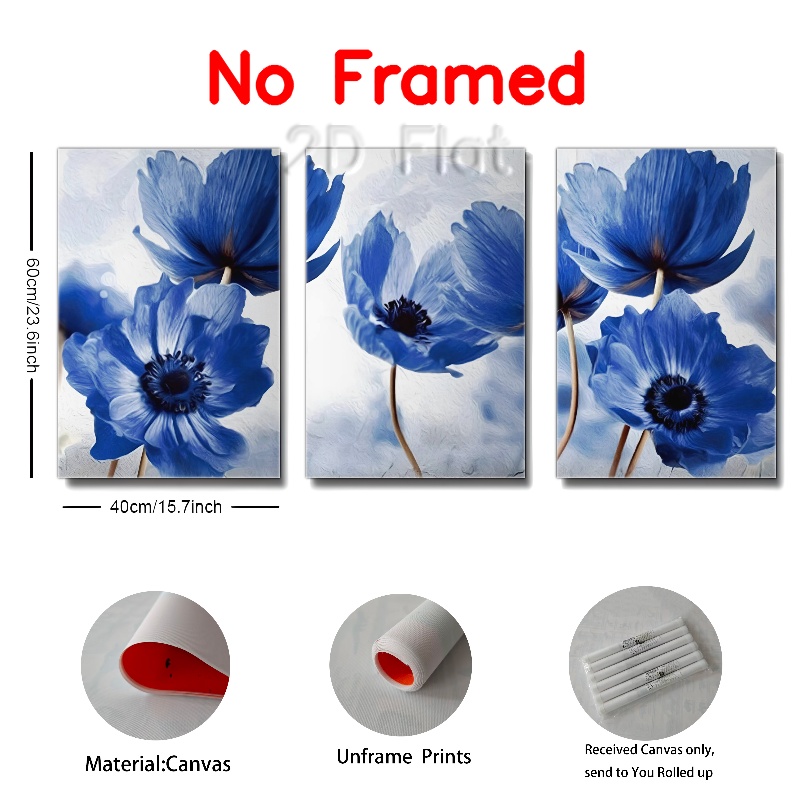 No Framed
2D Flat
60cm/23.6inch
40cm/15.7inch
Material:Canvas
Unframe Prints
Received Canvas only,
send to You Rolled up